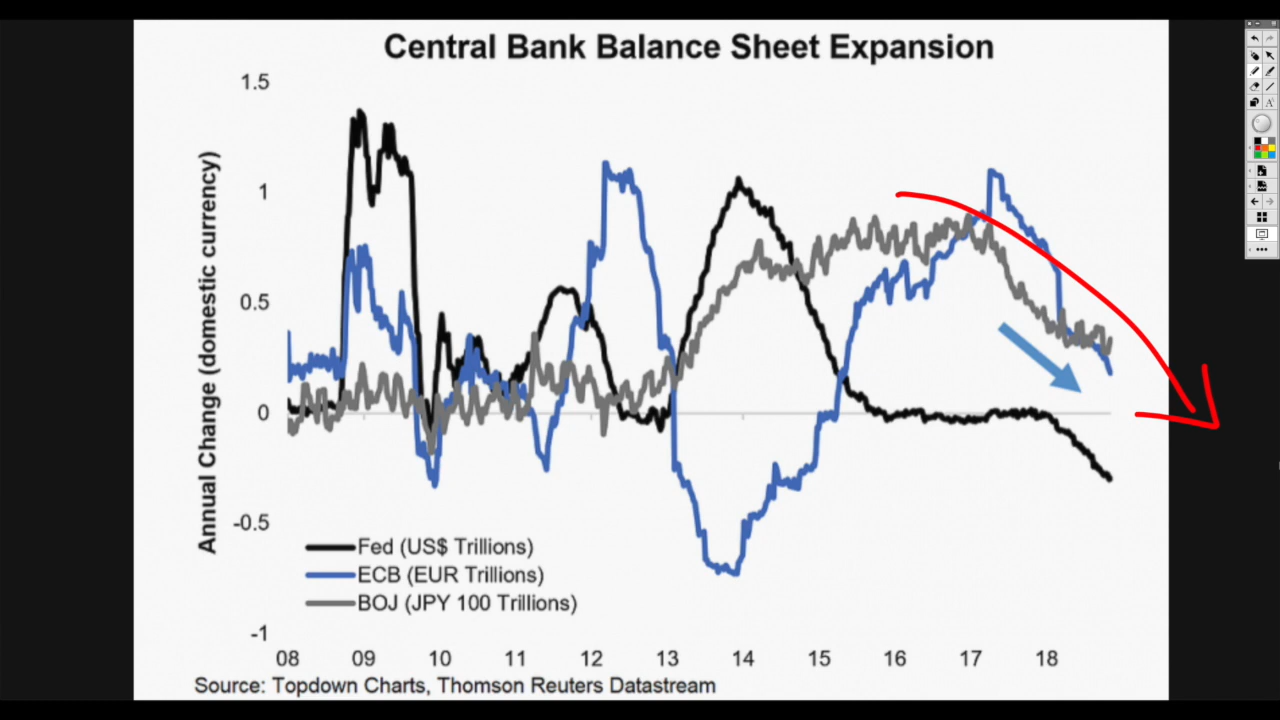 Central Bank Balance Sheet Expansion
Annual Change (domestic currency)
1.5
1
0.5
0
-0.5
-1
Fed (US$ Trillions)
ECB (EUR Trillions)
BOJ (JPY 100 Trillions)
08 09 10 11 12 13 14 15 16 17 18
Source: Topdown Charts, Thomson Reuters Datastream
A